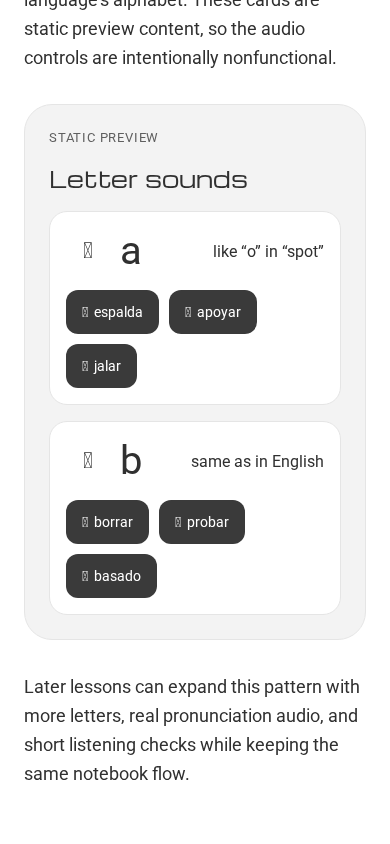 language's alphabet. These cards are
static preview content, so the audio
controls are intentionally nonfunctional.
STATIC PREVIEW
Letter sounds
a like “o” in “spot”
espalda apoyar
jalar
b same as in English
borrar probar
basado
Later lessons can expand this pattern with
more letters, real pronunciation audio, and
short listening checks while keeping the
same notebook flow.